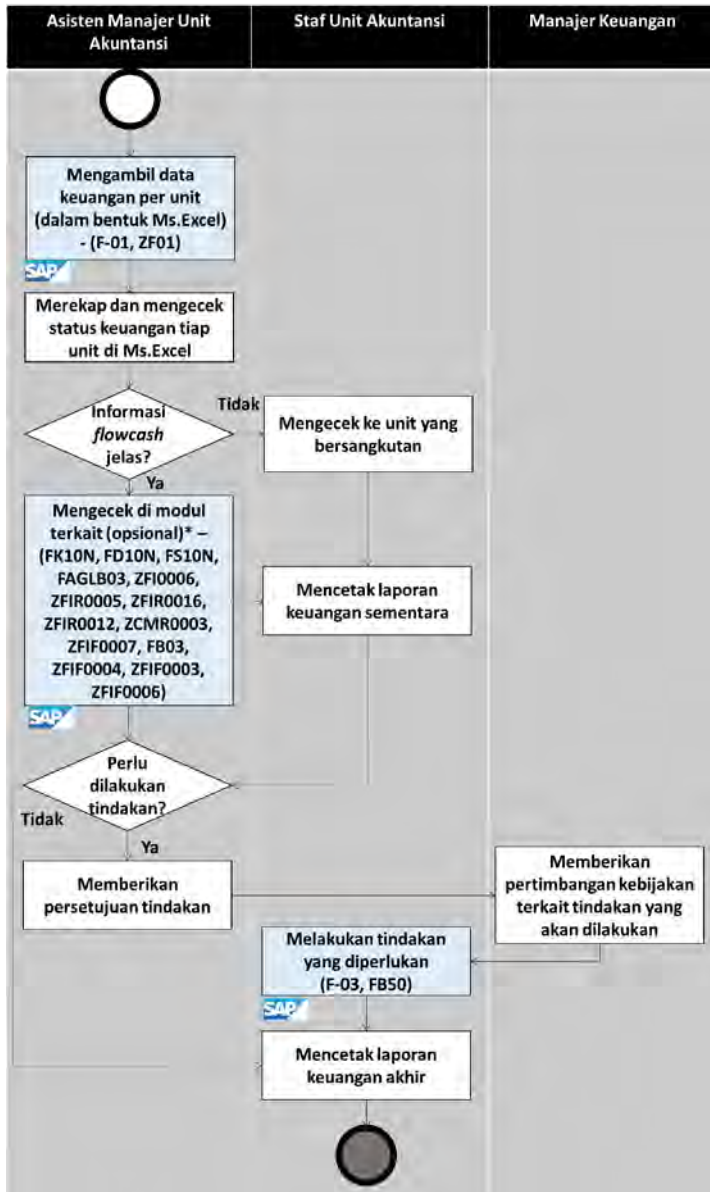 Asisten Manajer Unit
Akuntansi
Staf Unit Akuntansi
Manajer Keuangan
Mengambil data
keuangan per unit
(dalam bentuk Ms.Excel)
- (F-01, ZF01)
SAP
Merekap dan mengecek
status keuangan tiap
unit di Ms.Excel
Informasi
flowcash
jelas?
Tidak
Mengecek ke unit yang
bersangkutan
Ya
Mengecek di modul
terkait (opsional)* –
(FK10N, FD10N, FS10N,
FAGLB03, ZFI0006,
ZFIR0005, ZFIR0016,
ZFIR0012, ZCMR0003,
ZFIF0007, FB03,
ZFIF0004, ZFIF0003,
ZFIF0006)
SAP
Mencetak laporan
keuangan sementara
Perlu
dilakukan
tindakan?
Tidak
Ya
Memberikan
persetujuan tindakan
Memberikan
pertimbangan kebijakan
terkait tindakan yang
akan dilakukan
Melakukan tindakan
yang diperlukan
(F-03, FB50)
SAP
Mencetak laporan
keuangan akhir